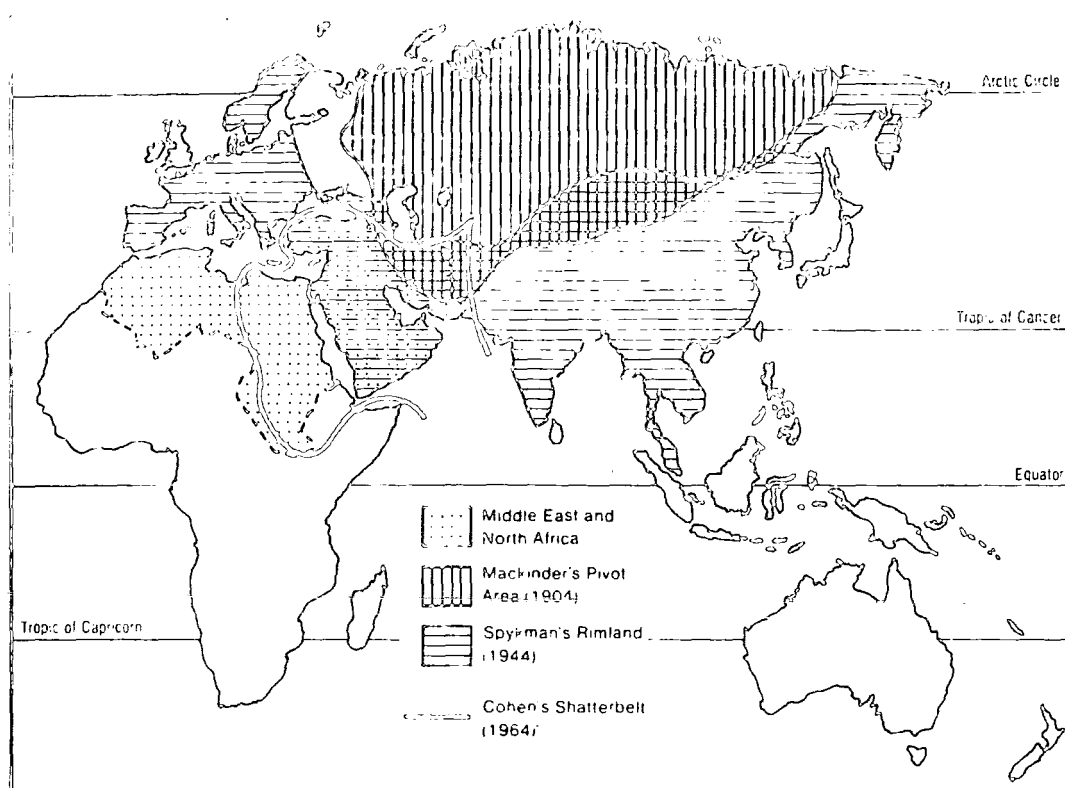 Arctic Circle
Tropic of Cancer
Equator
Middle East and
North Africa
Mackinder's Pivot
Area (1904)
Tropic of Capricorn
Spykman's Rimland
(1944)
Cohen's Shatterbelt
(1964)